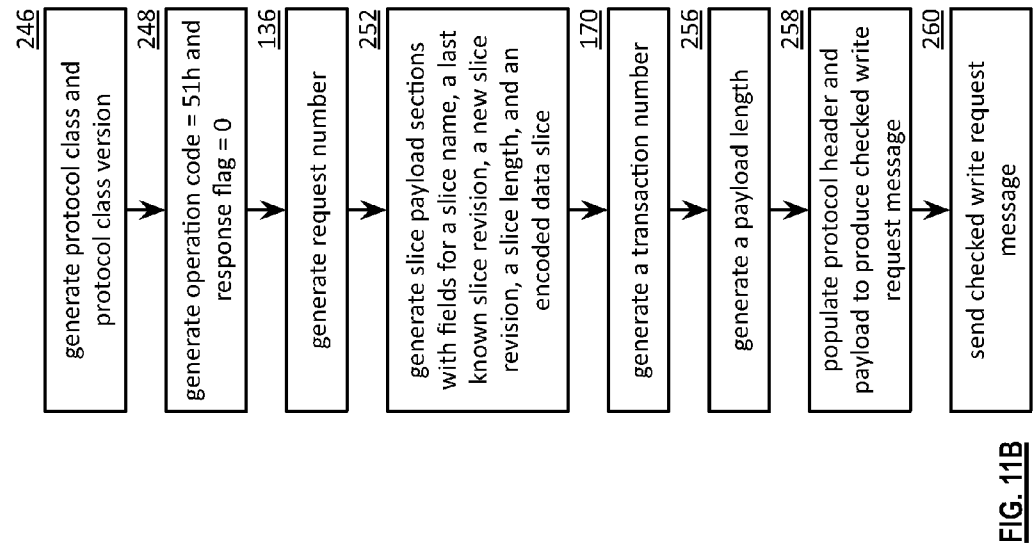 246
generate protocol class and
protocol class version
248
generate operation code = 51h and
response flag = 0
136
generate request number
252
generate slice payload sections
with fields for a slice name, a last
known slice revision, a new slice
revision, a slice length, and an
encoded data slice
170
generate a transaction number
256
generate a payload length
258
populate protocol header and
payload to produce checked write
request message
260
send checked write request
message
FIG. 11B